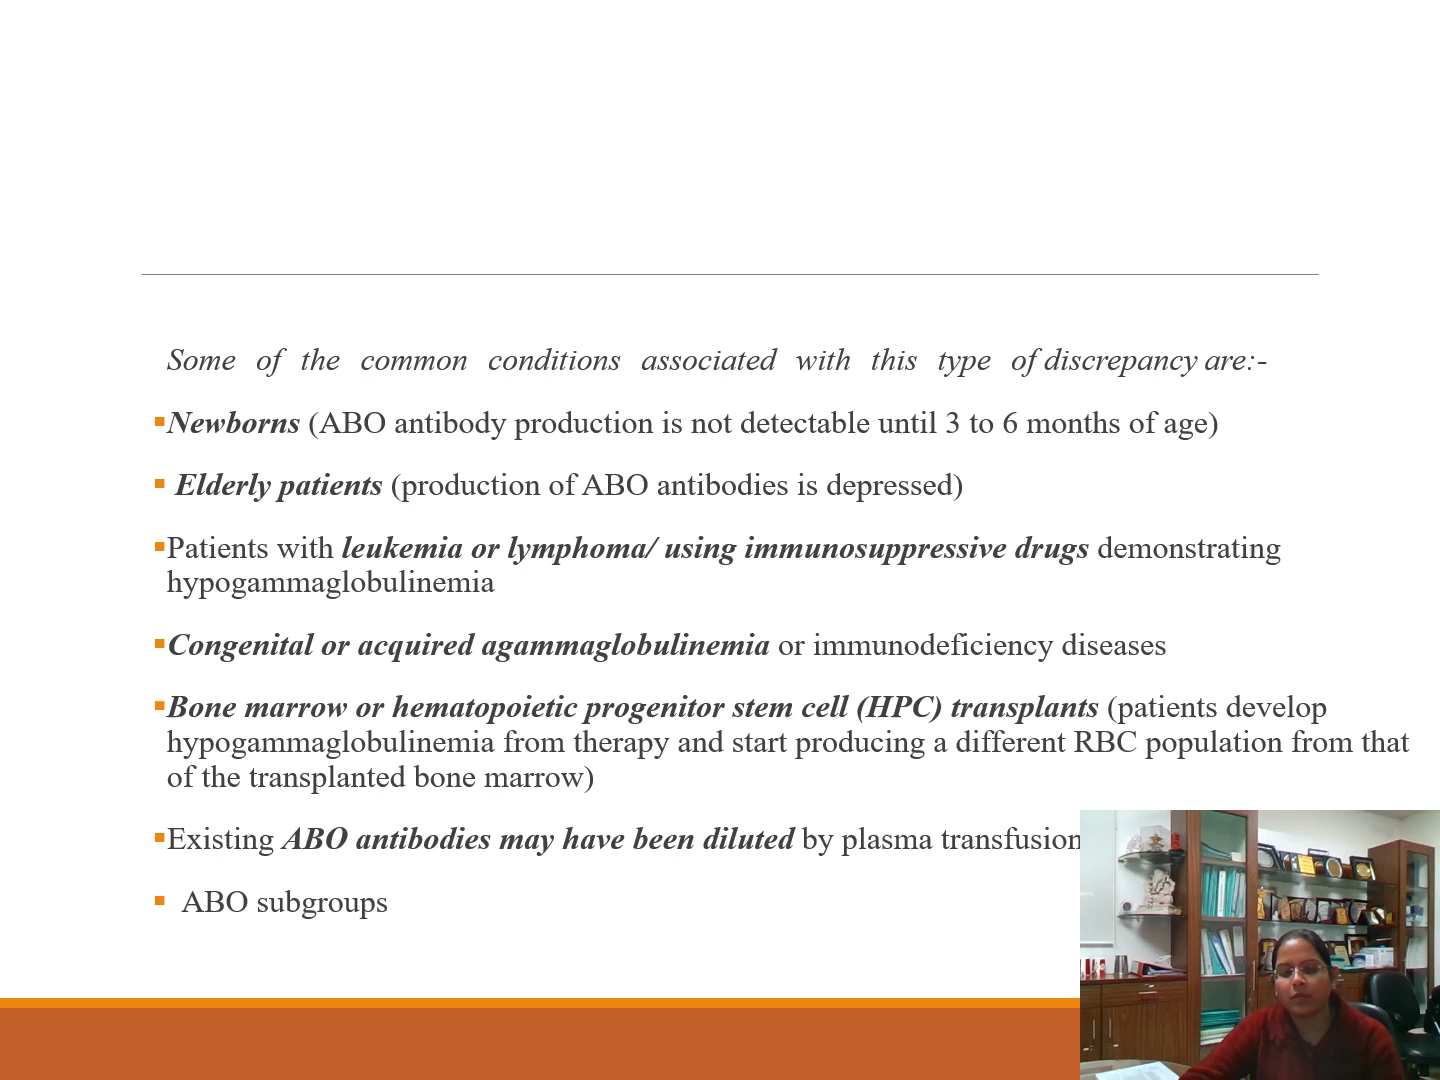 Some of the common conditions associated with this type of discrepancy are:-
▪Newborns (ABO antibody production is not detectable until 3 to 6 months of age)
▪ Elderly patients (production of ABO antibodies is depressed)
▪Patients with leukemia or lymphoma/ using immunosuppressive drugs demonstrating
hypogammaglobulinemia
▪Congenital or acquired agammaglobulinemia or immunodeficiency diseases
▪Bone marrow or hematopoietic progenitor stem cell (HPC) transplants (patients develop
hypogammaglobulinemia from therapy and start producing a different RBC population from that
of the transplanted bone marrow)
▪Existing ABO antibodies may have been diluted by plasma transfusion
▪ ABO subgroups